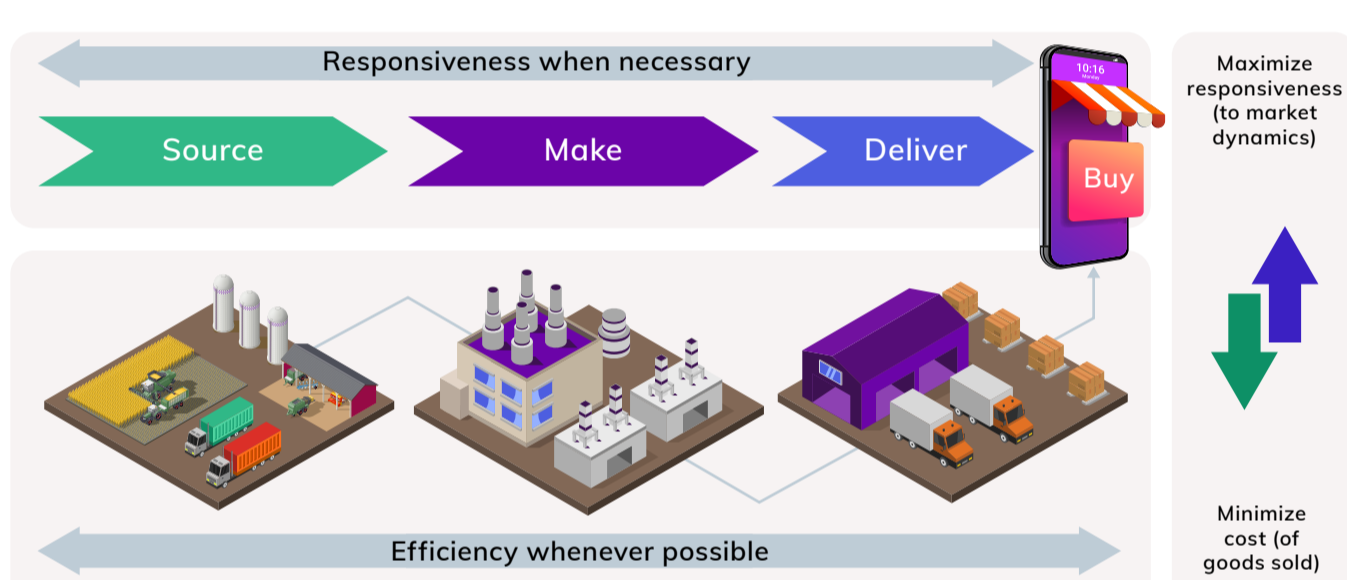 Responsiveness when necessary
10:16
Monday
Source
Make
Deliver
Buy
Maximize
responsiveness
(to market
dynamics)
Efficiency whenever possible
Minimize
cost (of
goods sold)